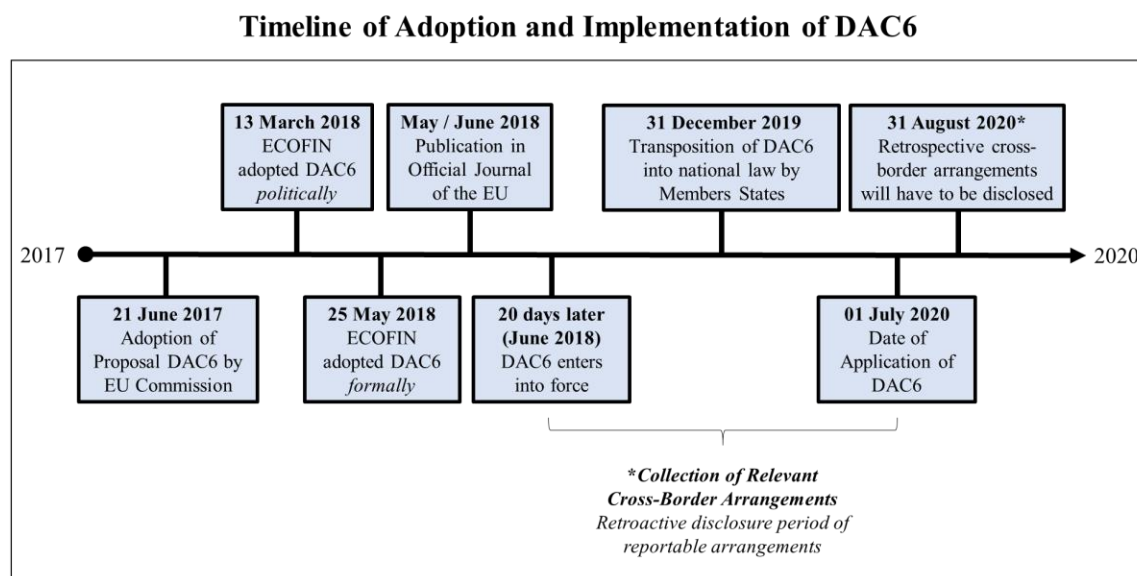 Timeline of Adoption and Implementation of DAC6
13 March 2018
ECOFIN
adopted DAC6
politically
May / June 2018
Publication in
Official Journal
of the EU
31 December 2019
Transposition of DAC6
into national law by
Members States
31 August 2020*
Retrospective cross-
border arrangements
will have to be disclosed
2017
2020
21 June 2017
Adoption of
Proposal DAC6 by
EU Commission
25 May 2018
ECOFIN
adopted DAC6
formally
20 days later
(June 2018)
DAC6 enters
into force
01 July 2020
Date of
Application of
DAC6
*Collection of Relevant
Cross-Border Arrangements
Retroactive disclosure period of
reportable arrangements